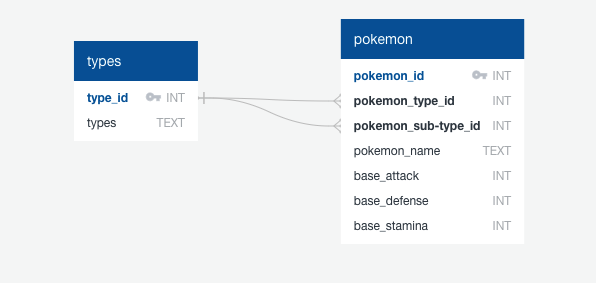 types
type_id INT
types TEXT
pokemon
pokemon_id INT
pokemon_type_id INT
pokemon_sub-type_id INT
pokemon_name TEXT
base_attack INT
base_defense INT
base_stamina INT